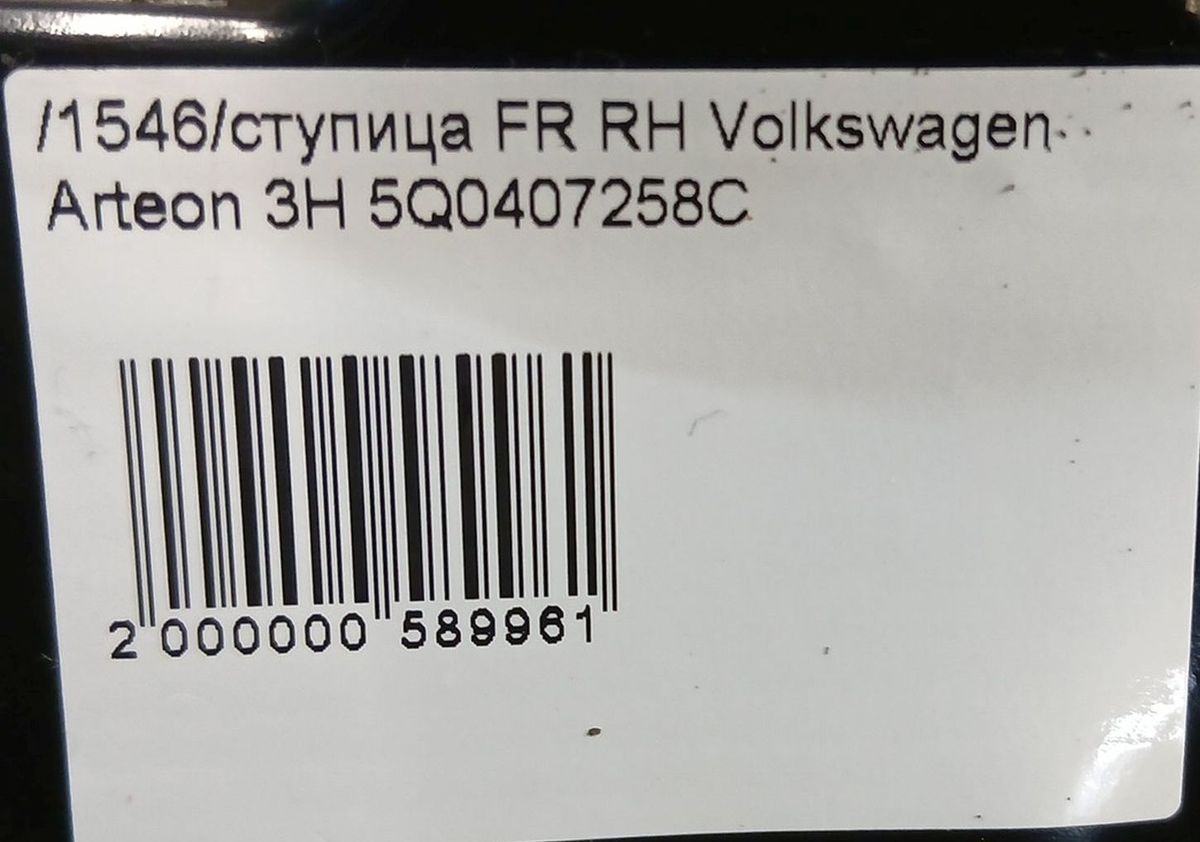 /1546/ступица FR RH Volkswagen
Arteon 3H 5Q0407258C
2 000000 589961